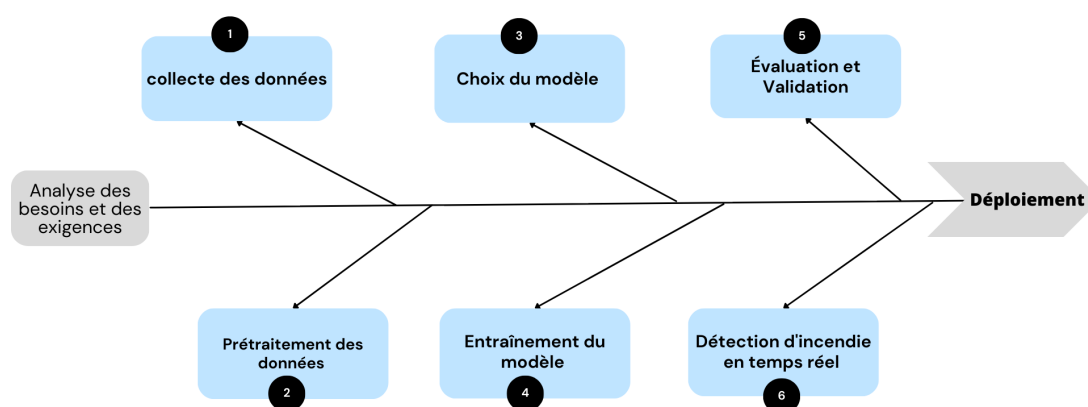 1
collecte des données
3
Choix du modèle
5
Évaluation et
Validation
Analyse des
besoins et des
exigences
Déploiement
Prétraitement des
données
2
Entraînement du
modèle
4
Détection d'incendie
en temps réel
6